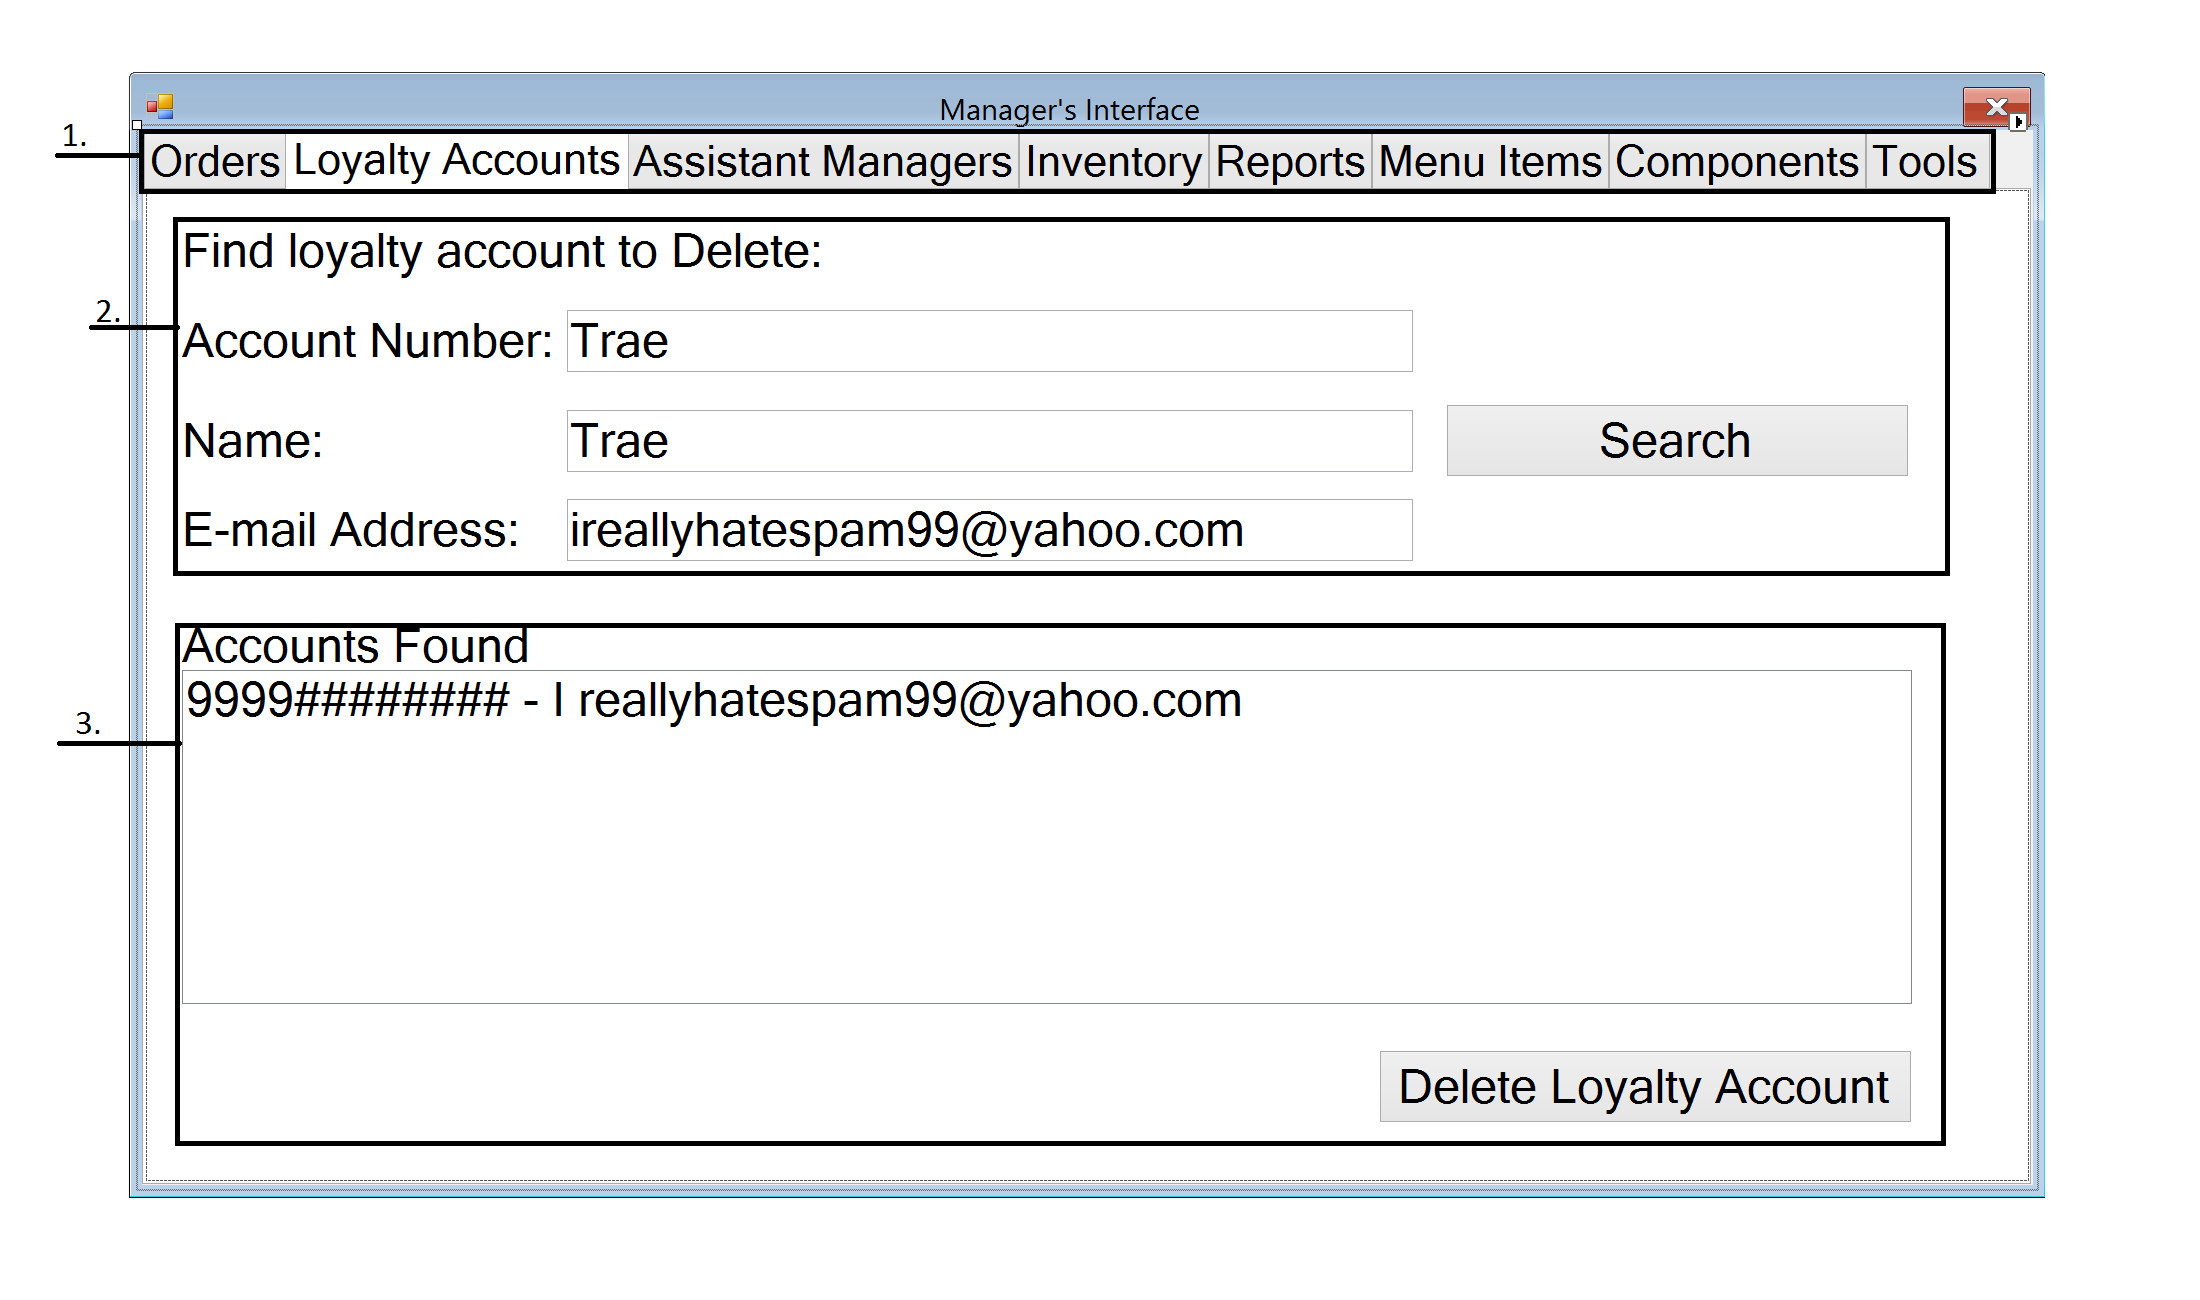 Manager's Interface
1.
Orders Loyalty Accounts Assistant Managers Inventory Reports Menu Items Components Tools
Find loyalty account to Delete:
2.
Account Number: Trae
Name: Trae Search
E-mail Address: ireallyhatespam99@yahoo.com
Accounts Found
9999######## - I reallyhatespam99@yahoo.com
3.
Delete Loyalty Account